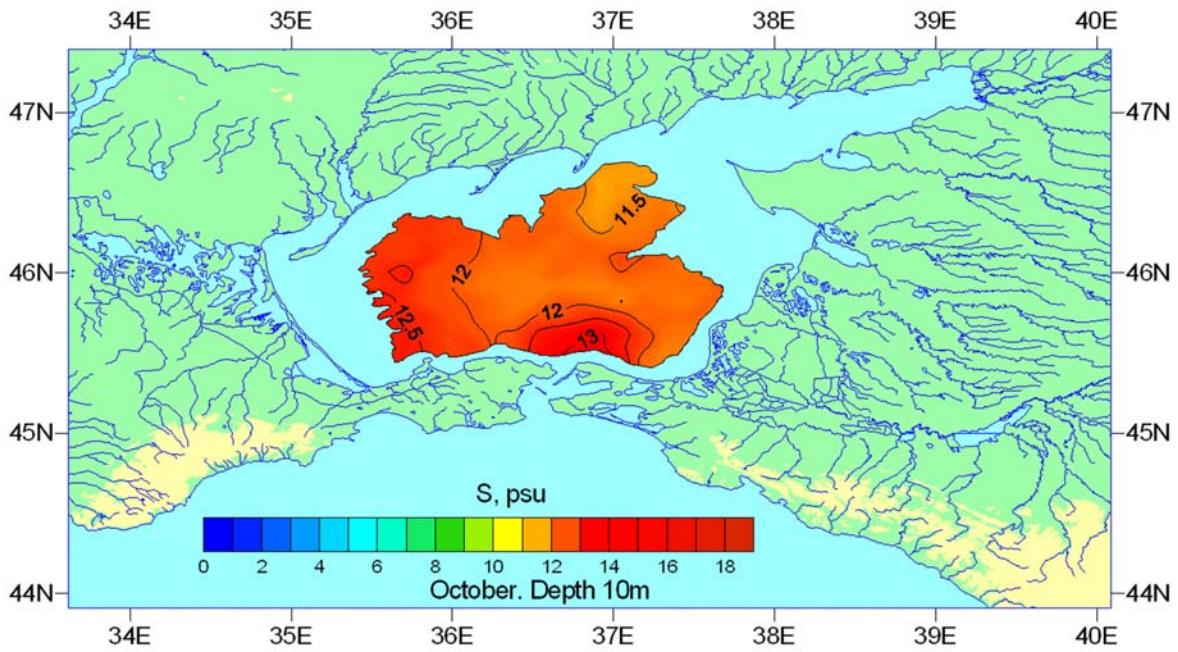 34E 35E 36E 37E 38E 39E 40E
47N 47N
11.5
46N 12 46N
12.5 12 13
45N 45N
S, psu
0 2 4 6 8 10 12 14 16 18
October. Depth 10m
44N 44N
34E 35E 36E 37E 38E 39E 40E